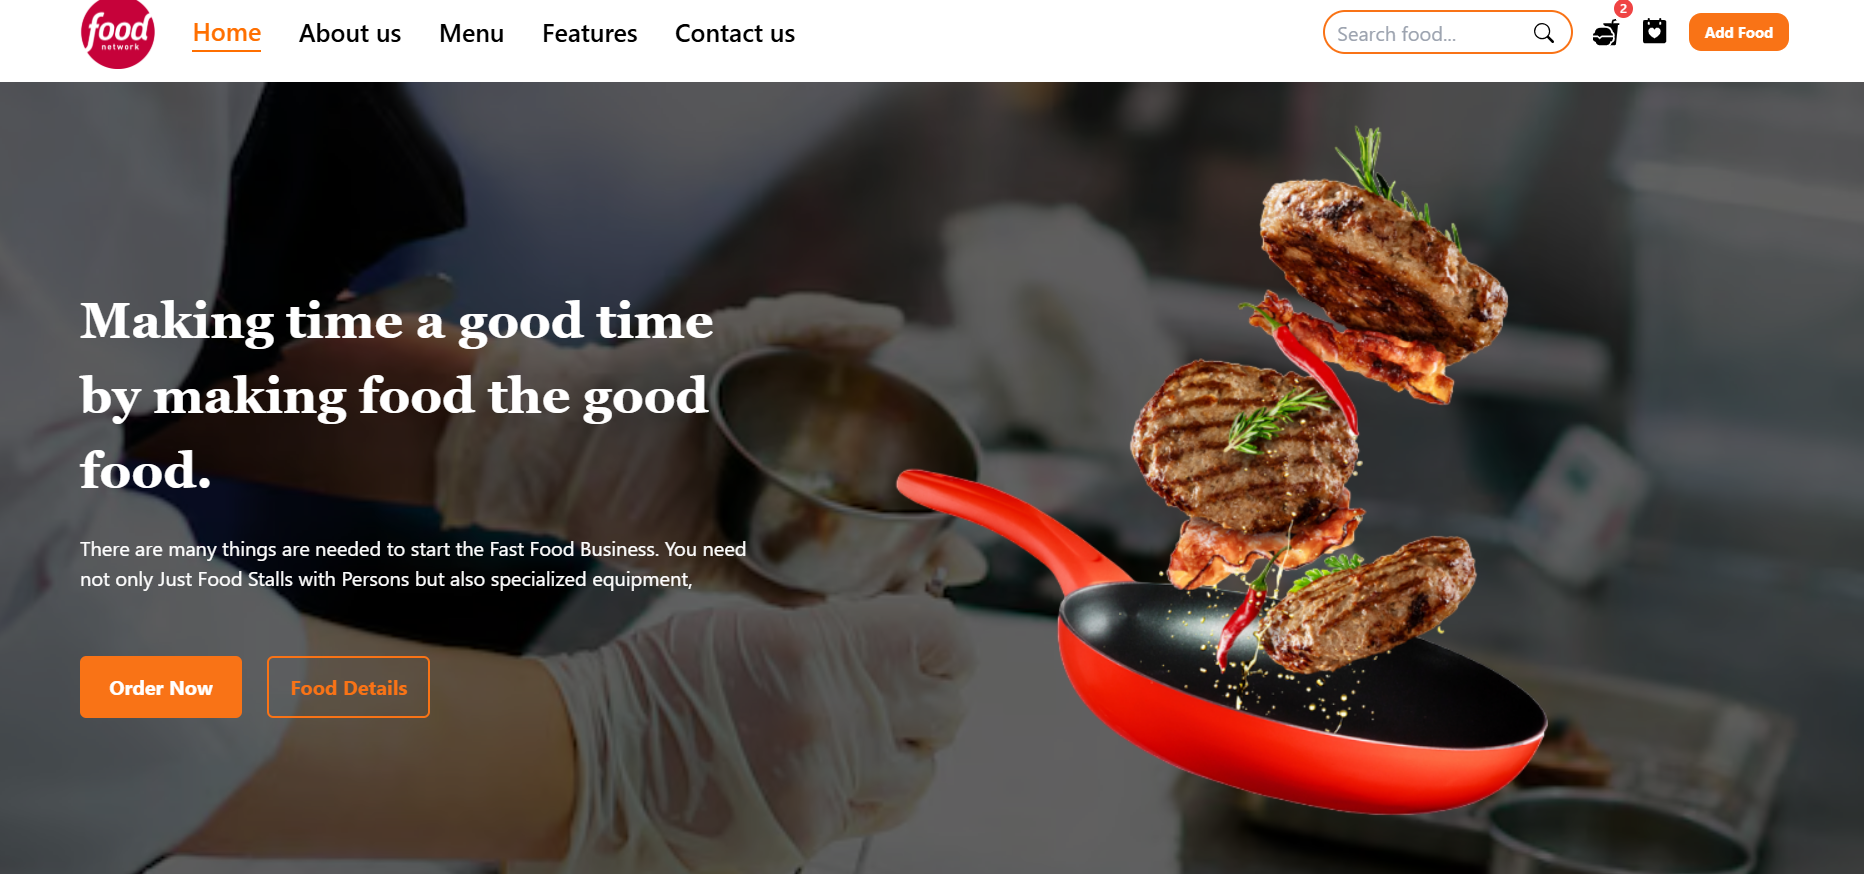 food
network
Home
About us
Menu
Features
Contact us
Search food...
2
Add Food
Making time a good time
by making food the good
food.
There are many things are needed to start the Fast Food Business. You need
not only Just Food Stalls with Persons but also specialized equipment,
Order Now
Food Details